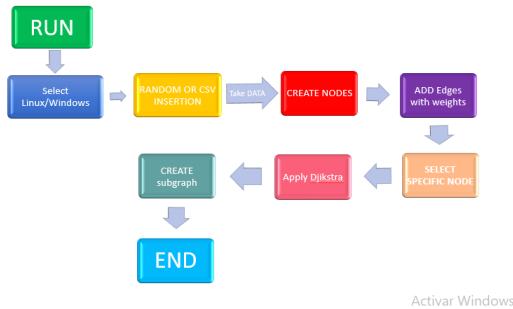 RUN
Select
Linux/Windows
RANDOM OR CSV
INSERTION
Take DATA
CREATE NODES
ADD Edges
with weights
SELECT
SPECIFIC NODE
Apply Djikstra
CREATE
subgraph
END
Activar Windows